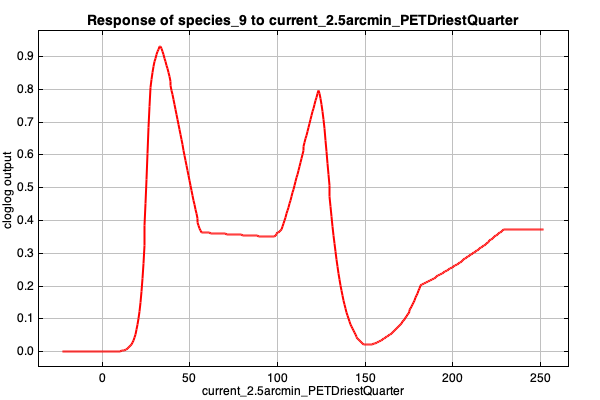 Response of species_9 to current_2.5arcmin_PETDriestQuarter
cloglog output
0.9
0.8
0.7
0.6
0.5
0.4
0.3
0.2
0.1
0.0
0 50 100 150 200 250
current_2.5arcmin_PETDriestQuarter